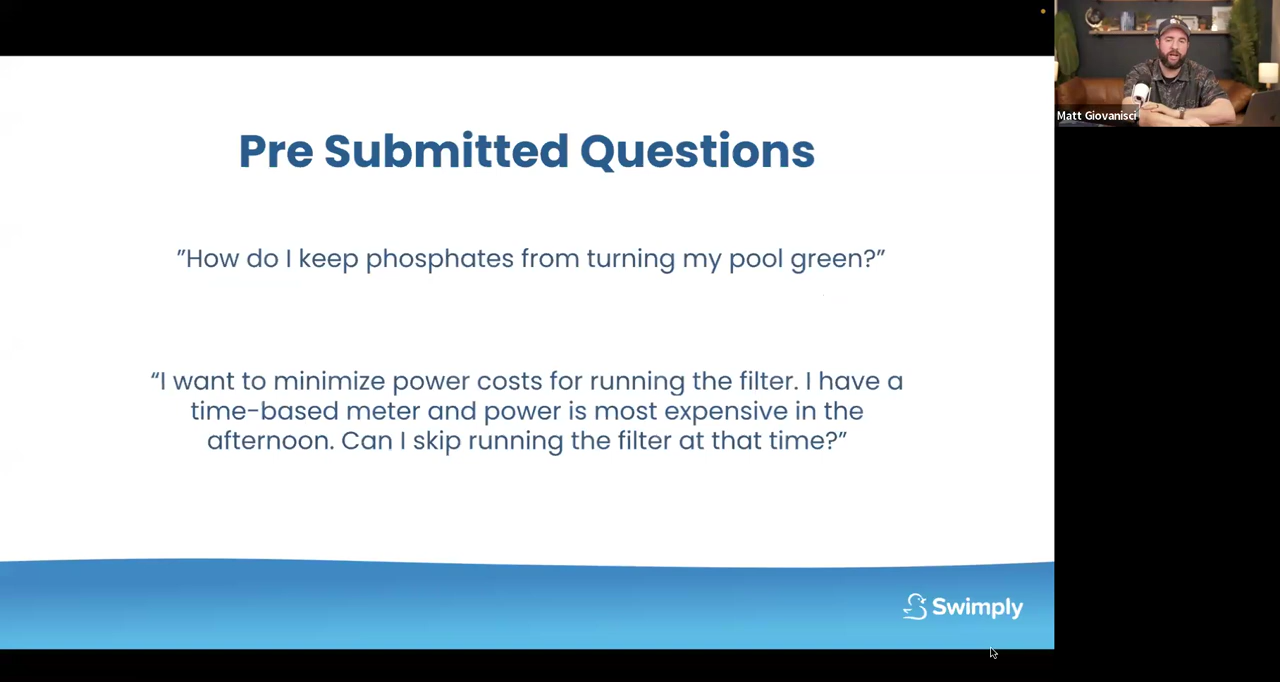 Pre Submitted Questions
”How do I keep phosphates from turning my pool green?”
“I want to minimize power costs for running the filter. I have a
time-based meter and power is most expensive in the
afternoon. Can I skip running the filter at that time?”
Swimply
Matt Giovanisci